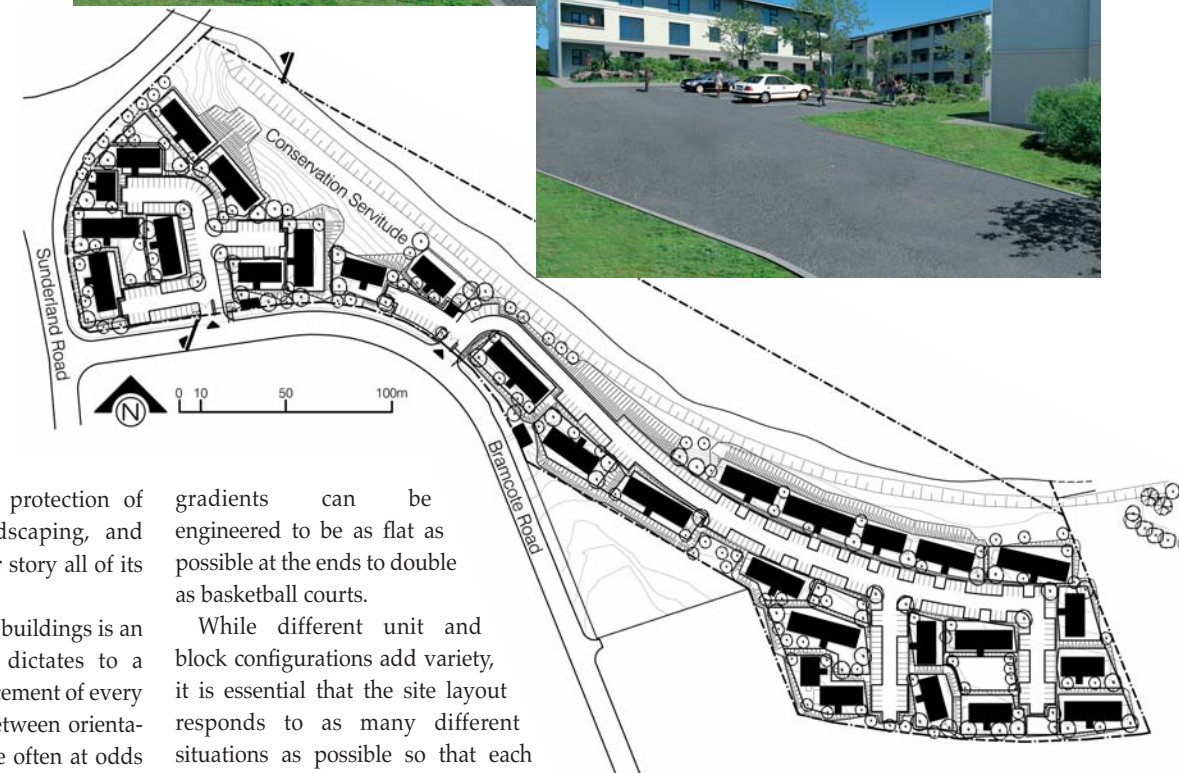 Conservation Servitude
Sunderland Road
N
0 10 50 100m
Bramcote Road
protection of
dscaping, and
story all of its
buildings is an
dictates to a
cement of every
etween orienta-
e often at odds
gradients can be
engineered to be as flat as
possible at the ends to double
as basketball courts.
While different unit and
block configurations add variety,
it is essential that the site layout
responds to as many different
situations as possible so that each